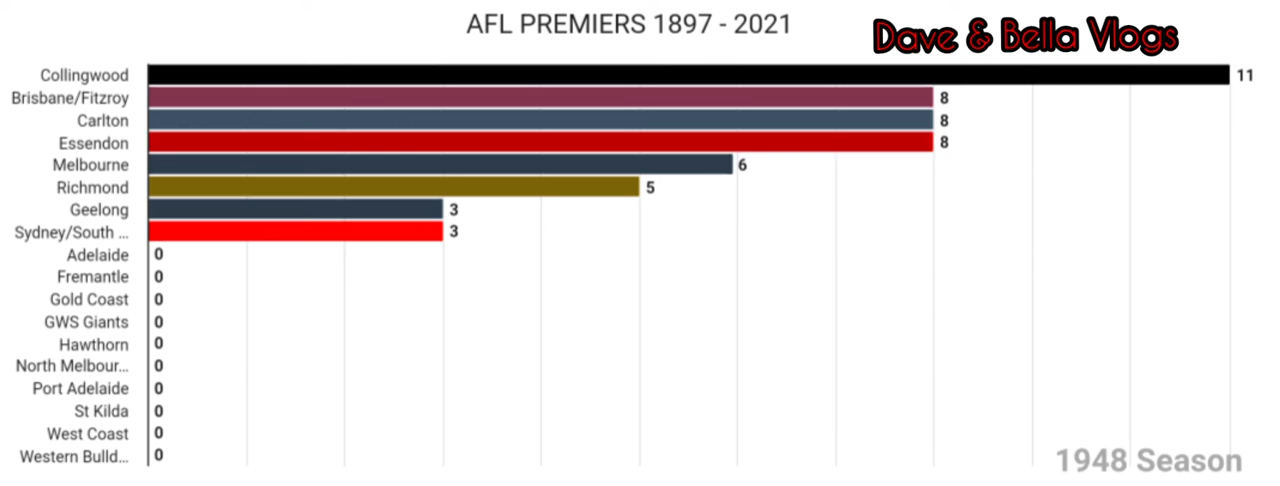 AFL PREMIERS 1897 - 2021
Dave & Bella Vlogs
Collingwood 11
Brisbane/Fitzroy 8
Carlton 8
Essendon 8
Melbourne 6
Richmond 5
Geelong 3
Sydney/South ... 3
Adelaide 0
Fremantle 0
Gold Coast 0
GWS Giants 0
Hawthorn 0
North Melbour... 0
Port Adelaide 0
St Kilda 0
West Coast 0
Western Bulld... 0
1948 Season